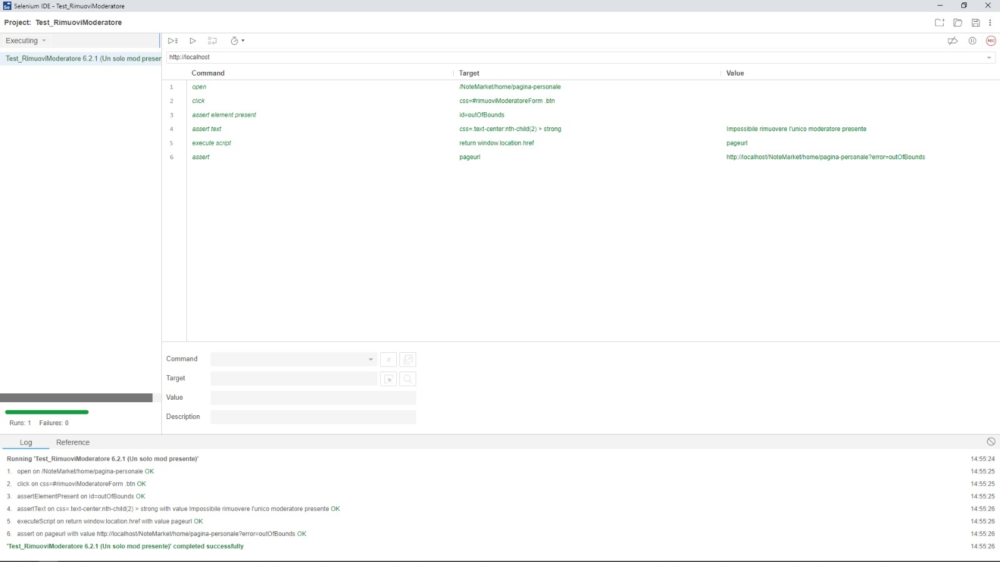 Selenium IDE - Test_RimuoviModeratore
Project: Test_RimuoviModeratore
Executing
REC
Test_RimuoviModeratore 6.2.1 (Un solo mod presen
http://localhost
Command Target Value
1 open /NoteMarket/home/pagina-personale
2 click css=#rimuoviModeratoreForm .btn
3 assert element present id=outOfBounds
4 assert text css=.text-center:nth-child(2) > strong Impossibile rimuovere l'unico moderatore presente
5 execute script return window.location.href pageurl
6 assert pageurl http://localhost/NoteMarket/home/pagina-personale?error=outOfBounds
Command //
Target
Value
Description
Runs: 1 Failures: 0
Log Reference
Running 'Test_RimuoviModeratore 6.2.1 (Un solo mod presente)' 14:55:24
1. open on /NoteMarket/home/pagina-personale OK 14:55:25
2. click on css=#rimuoviModeratoreForm .btn OK 14:55:25
3. assertElementPresent on id=outOfBounds OK 14:55:25
4. assertText on css=.text-center:nth-child(2) > strong with value Impossibile rimuovere l'unico moderatore presente OK 14:55:26
5. executeScript on return window.location.href with value pageurl OK 14:55:26
6. assert on pageurl with value http://localhost/NoteMarket/home/pagina-personale?error=outOfBounds OK 14:55:26
'Test_RimuoviModeratore 6.2.1 (Un solo mod presente)' completed successfully 14:55:26